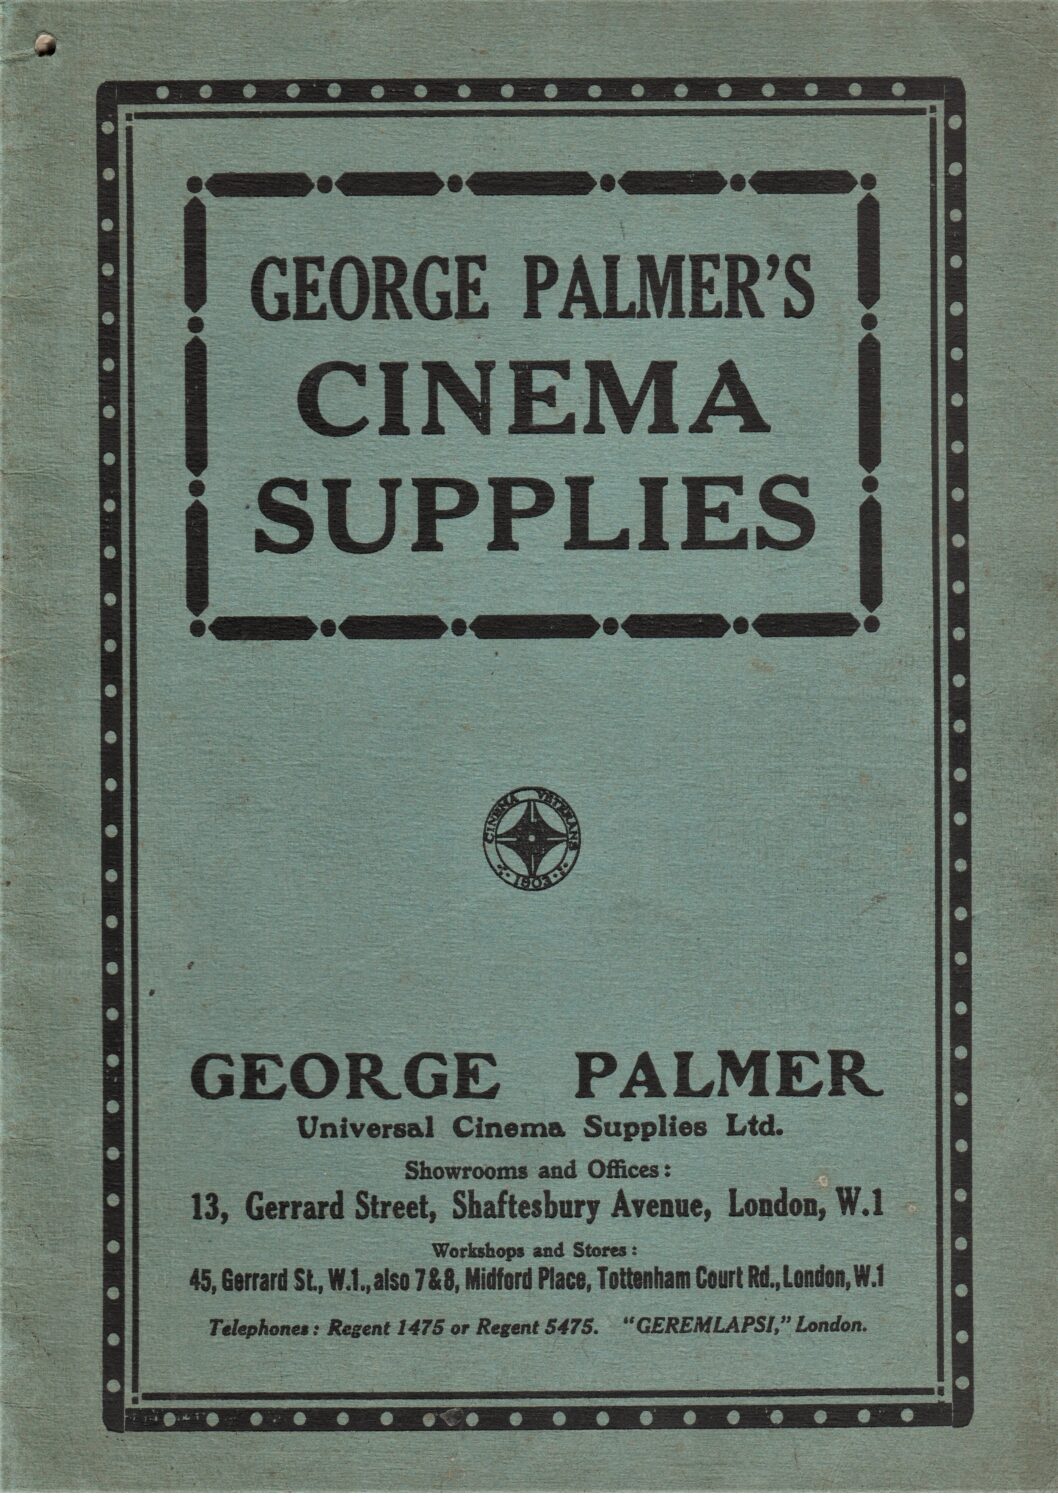 GEORGE PALMER'S
CINEMA
SUPPLIES
CINEMA VETERANS
1903
GEORGE PALMER
Universal Cinema Supplies Ltd.
Showrooms and Offices:
13, Gerrard Street, Shaftesbury Avenue, London, W.1
Workshops and Stores:
45, Gerrard St., W.1., also 7 & 8, Midford Place, Tottenham Court Rd., London, W.1
Telephones: Regent 1475 or Regent 5475. "GEREMLAPSI," London.